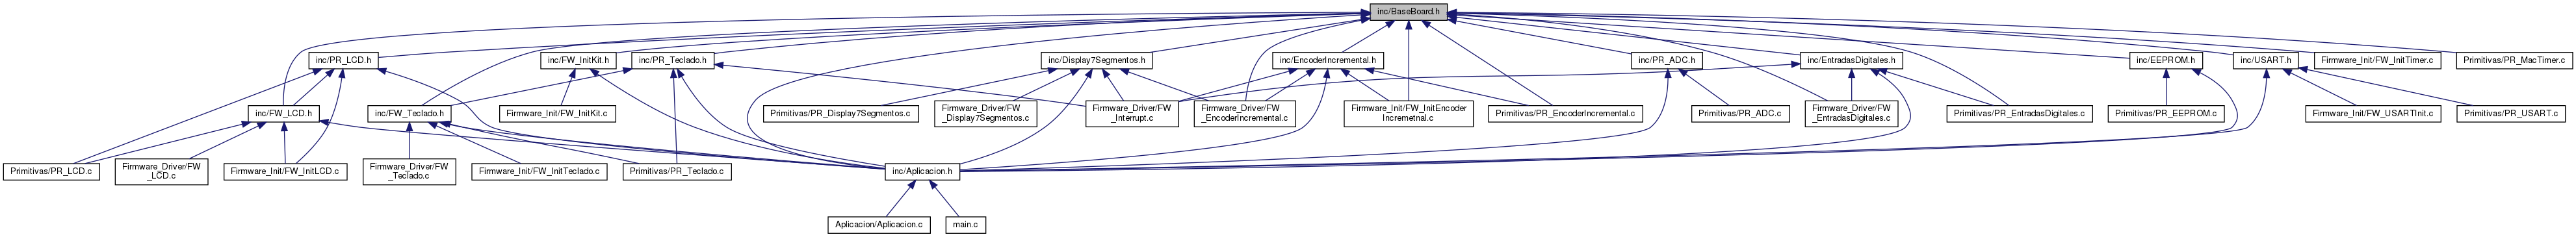 inc/BaseBoard.h
inc/PR_LCD.h
inc/FW_InitKit.h
inc/PR_Teclado.h
inc/Display7Segmentos.h
inc/EncoderIncremental.h
inc/PR_ADC.h
inc/EntradasDigitales.h
inc/EEPROM.h
inc/USART.h
Firmware_Init/FW_InitTimer.c
Primitivas/PR_MacTimer.c
inc/FW_LCD.h
inc/FW_Teclado.h
Firmware_Init/FW_InitKit.c
Primitivas/PR_Display7Segmentos.c
Firmware_Driver/FW
_Display7Segmentos.c
Firmware_Driver/FW
_Interrupt.c
Firmware_Driver/FW
_EncoderIncremental.c
Firmware_Init/FW_InitEncoder
Incremetnal.c
Primitivas/PR_EncoderIncremental.c
Primitivas/PR_ADC.c
Firmware_Driver/FW
_EntradasDigitales.c
Primitivas/PR_EntradasDigitales.c
Primitivas/PR_EEPROM.c
Firmware_Init/FW_USARTInit.c
Primitivas/PR_USART.c
Primitivas/PR_LCD.c
Firmware_Driver/FW
_LCD.c
Firmware_Init/FW_InitLCD.c
Firmware_Driver/FW
_Teclado.c
Firmware_Init/FW_InitTeclado.c
Primitivas/PR_Teclado.c
inc/Aplicacion.h
Aplicacion/Aplicacion.c
main.c